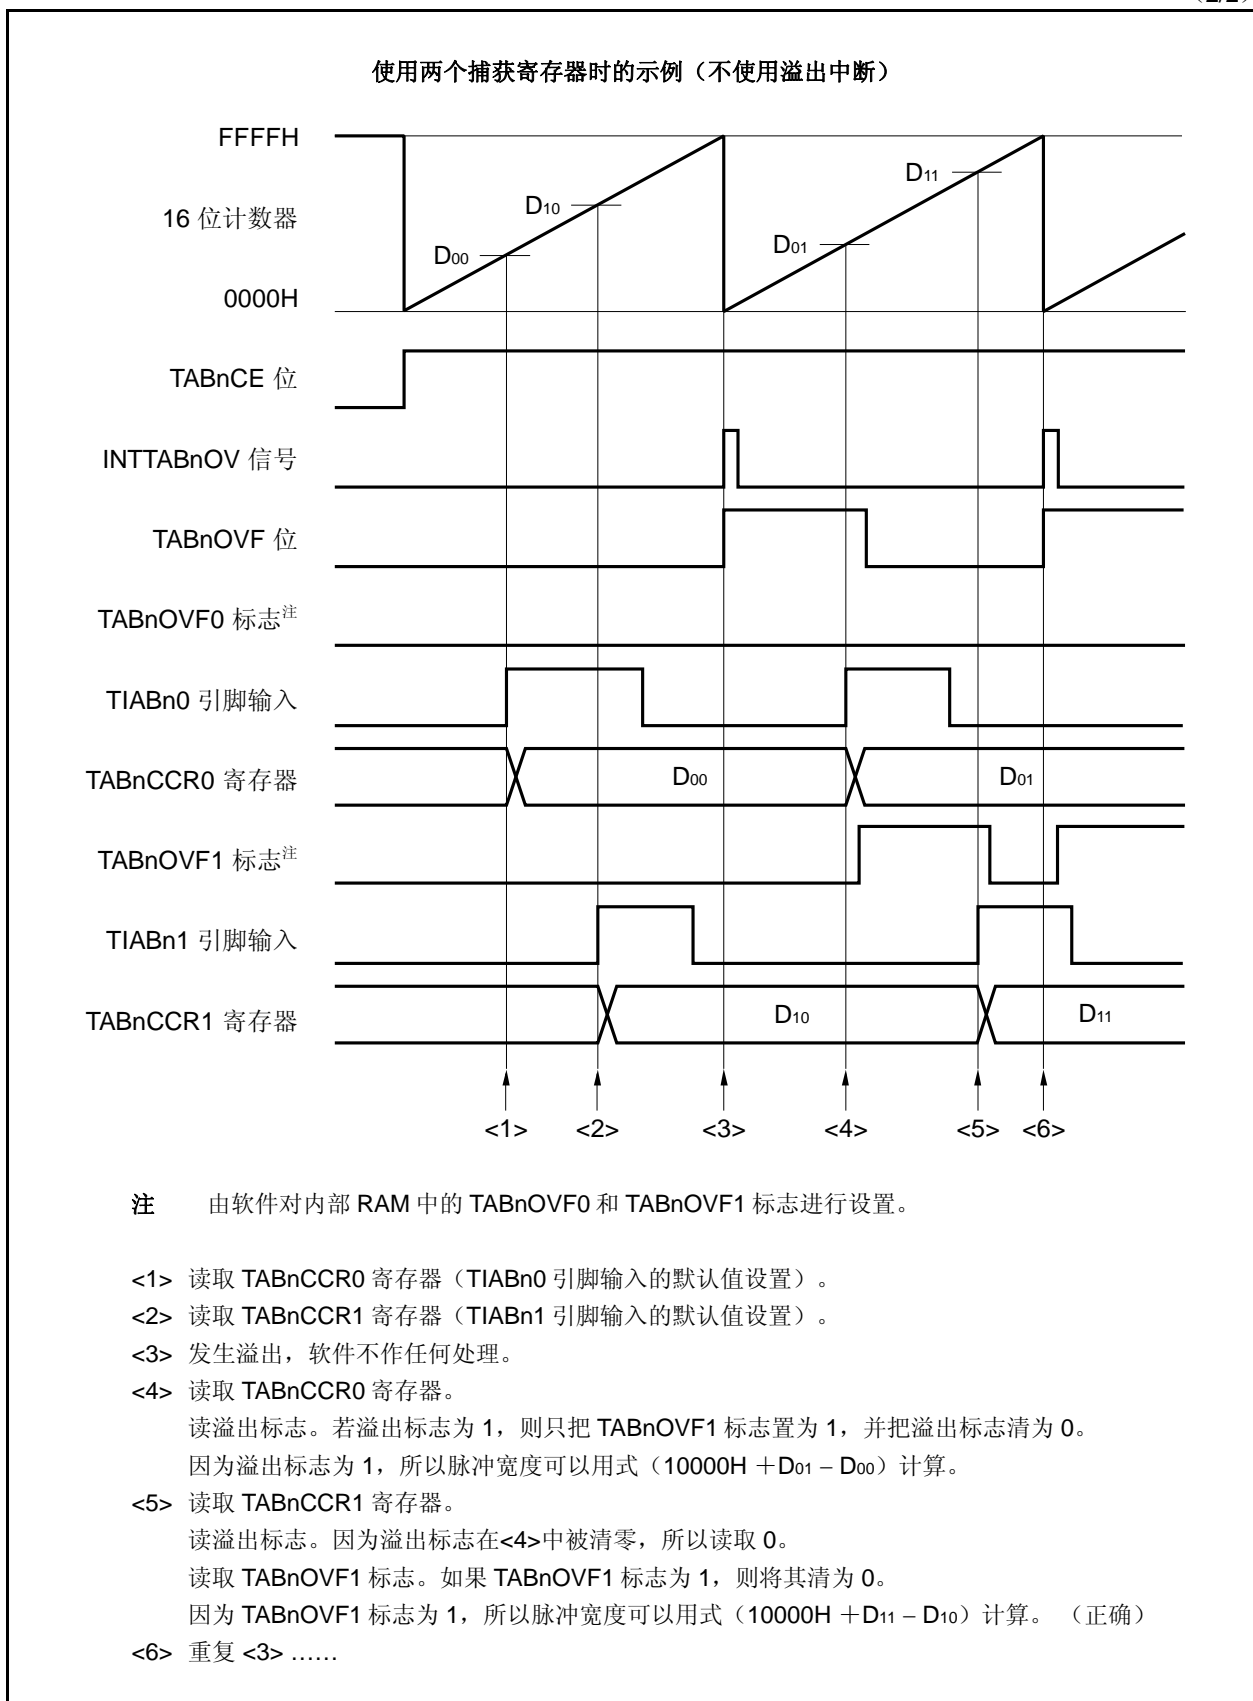 (2/2)
使用两个捕获寄存器时的示例（不使用溢出中断）
FFFFH
16 位计数器
0000H
D00
D10
D01
D11
TABnCE 位
INTTABnOV 信号
TABnOVF 位
TABnOVF0 标志注
TIABn0 引脚输入
TABnCCR0 寄存器
D00
D01
TABnOVF1 标志注
TIABn1 引脚输入
TABnCCR1 寄存器
D10
D11
<1> <2> <3> <4> <5> <6>
注 由软件对内部 RAM 中的 TABnOVF0 和 TABnOVF1 标志进行设置。
<1> 读取 TABnCCR0 寄存器（TIABn0 引脚输入的默认值设置）。
<2> 读取 TABnCCR1 寄存器（TIABn1 引脚输入的默认值设置）。
<3> 发生溢出，软件不作任何处理。
<4> 读取 TABnCCR0 寄存器。
读溢出标志。若溢出标志为 1，则只把 TABnOVF1 标志置为 1，并把溢出标志清为 0。
因为溢出标志为 1，所以脉冲宽度可以用式（10000H ＋D01 – D00）计算。
<5> 读取 TABnCCR1 寄存器。
读溢出标志。因为溢出标志在<4>中被清零，所以读取 0。
读取 TABnOVF1 标志。如果 TABnOVF1 标志为 1，则将其清为 0。
因为 TABnOVF1 标志为 1，所以脉冲宽度可以用式（10000H ＋D11 – D10）计算。（正确）
<6> 重复 <3> ……